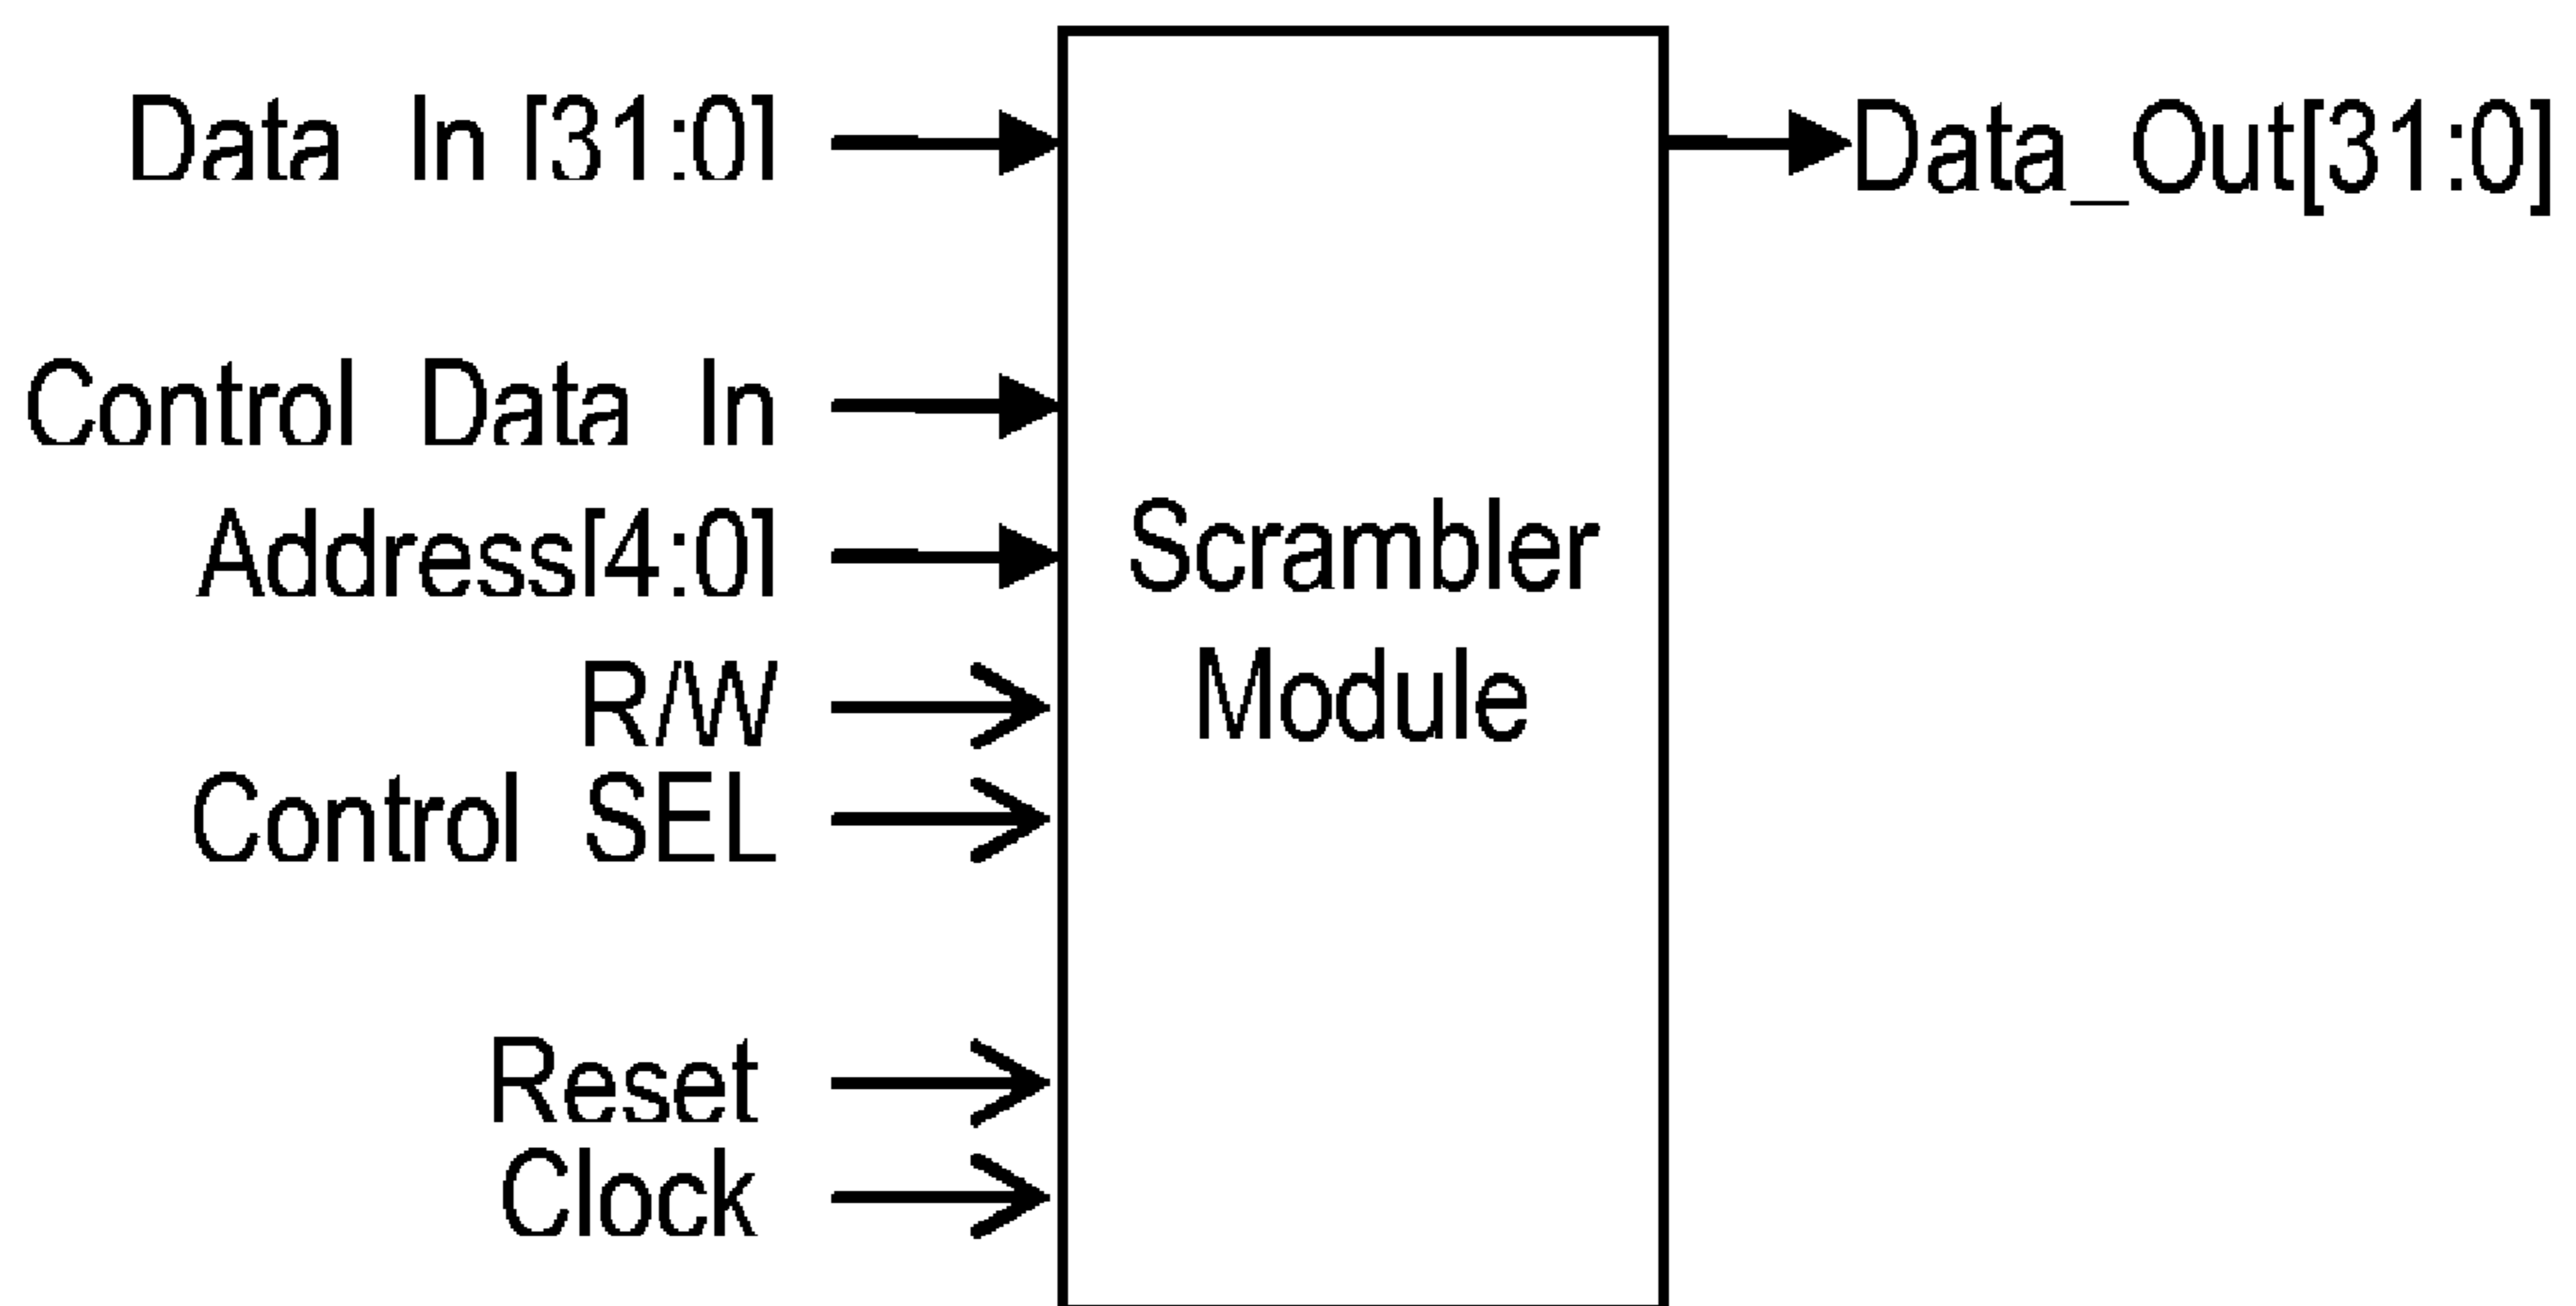 Data In [31:0]
Data_Out[31:0]
Control Data In
Address[4:0]
Scrambler
Module
R/W
Control SEL
Reset
Clock